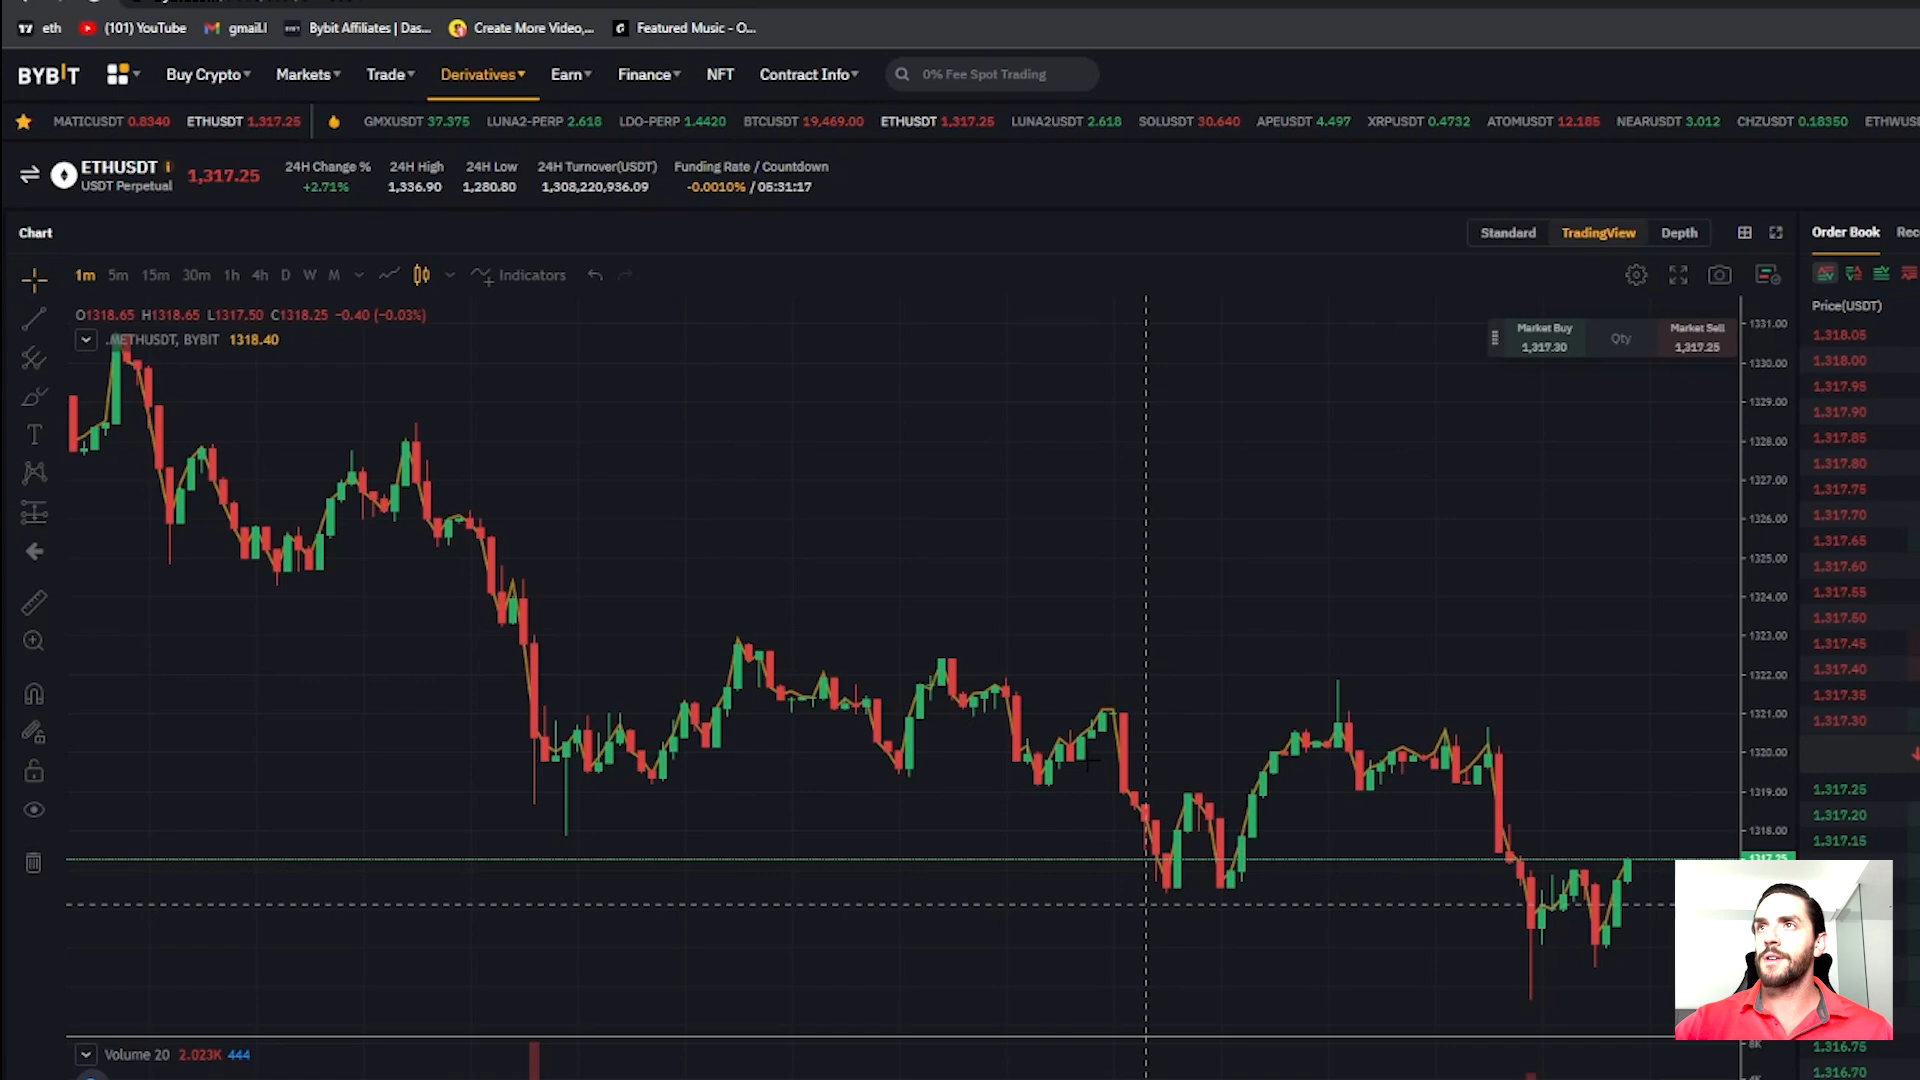 eth (101) YouTube gmail.l Bybit Affiliates | Das... Create More Video,... Featured Music - O...
BYBIT Buy Crypto Markets Trade Derivatives Earn Finance NFT Contract Info 0% Fee Spot Trading
MATICUSDT 0.8340 ETHUSDT 1,317.25 GMXUSDT 37.375 LUNA2-PERP 2.618 LDO-PERP 1.4420 BTCUSDT 19,469.00 ETHUSDT 1,317.25 LUNA2USDT 2.618 SOLUSDT 30.640 APEUSDT 4.497 XRPUSDT 0.4732 ATOMUSDT 12.185 NEARUSDT 3.012 CHZUSDT 0.18350 ETHWUS
ETHUSDT
USDT Perpetual
1,317.25
24H Change % 24H High 24H Low 24H Turnover(USDT) Funding Rate / Countdown
+2.71% 1,336.90 1,280.80 1,308,220,936.09 -0.0010% / 05:31:17
Chart Standard TradingView Depth Order Book Rec
1m 5m 15m 30m 1h 4h D W M Indicators
Price(USDT)
O1318.65 H1318.65 L1317.50 C1318.25 −0.40 (−0.03%)
.METHUSDT, BYBIT 1318.40
Market Buy Qty Market Sell
1,317.30 1,317.25
1331.00
1330.00
1329.00
1328.00
1327.00
1326.00
1325.00
1324.00
1323.00
1322.00
1321.00
1320.00
1319.00
1318.00
1317.25
1,318.05
1,318.00
1,317.95
1,317.90
1,317.85
1,317.80
1,317.75
1,317.70
1,317.65
1,317.60
1,317.55
1,317.50
1,317.45
1,317.40
1,317.35
1,317.30
1,317.25
1,317.20
1,317.15
1,316.75
1,316.70
Volume 20 2.023K 444
8K